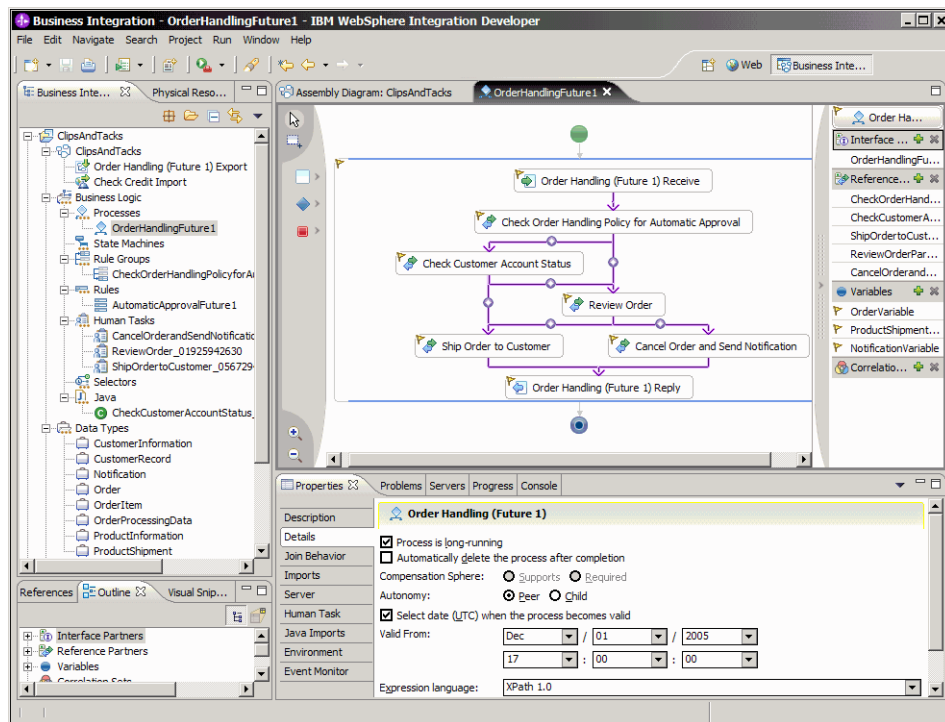 Business Integration - OrderHandlingFuture1 - IBM WebSphere Integration Developer
File Edit Navigate Search Project Run Window Help
Web Business Inte...
Business Inte... Physical Reso...
ClipsAndTacks
ClipsAndTacks
Order Handling (Future 1) Export
Check Credit Import
Business Logic
Processes
OrderHandlingFuture1
State Machines
Rule Groups
CheckOrderHandlingPolicyforAu
Rules
AutomaticApprovalFuture1
Human Tasks
CancelOrderandSendNotificatio
ReviewOrder_01925942630
ShipOrdertoCustomer_056729
Selectors
Java
CheckCustomerAccountStatus_
Data Types
CustomerInformation
CustomerRecord
Notification
Order
OrderItem
OrderProcessingData
ProductInformation
ProductShipment
References Outline Visual Snip...
Interface Partners
Reference Partners
Variables
Correlation Sets
Assembly Diagram: ClipsAndTacks OrderHandlingFuture1
Order Handling (Future 1) Receive
Check Order Handling Policy for Automatic Approval
Check Customer Account Status
Review Order
Ship Order to Customer Cancel Order and Send Notification
Order Handling (Future 1) Reply
Order Ha...
Interface ...
OrderHandlingFu...
Reference...
CheckOrderHand...
CheckCustomerA...
ShipOrdertoCust...
ReviewOrderPar...
CancelOrderand...
Variables
OrderVariable
ProductShipment...
NotificationVariable
Correlatio...
Properties Problems Servers Progress Console
Description
Details
Join Behavior
Imports
Server
Human Task
Java Imports
Environment
Event Monitor
Order Handling (Future 1)
Process is long-running
Automatically delete the process after completion
Compensation Sphere: Supports Required
Autonomy: Peer Child
Select date (UTC) when the process becomes valid
Valid From: Dec / 01 / 2005
17 : 00 : 00
Expression language: XPath 1.0